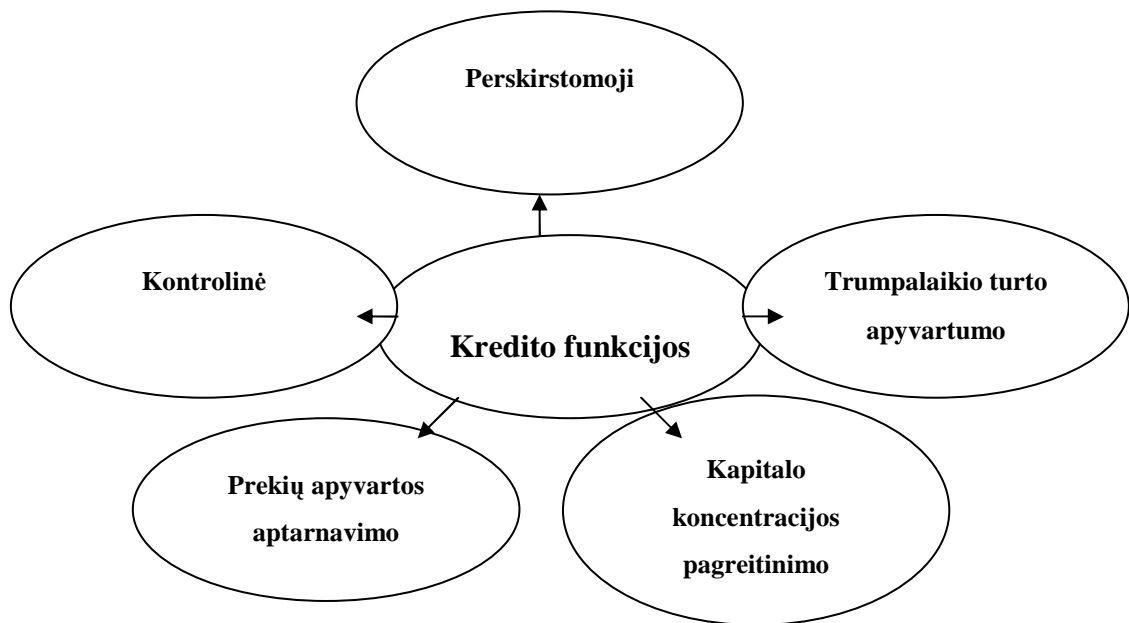 Perskirstomoji
Kontrolinė
Trumpalaikio turto
apyvartumo
Kredito funkcijos
Prekių apyvartos
aptarnavimo
Kapitalo
koncentracijos
pagreitinimo